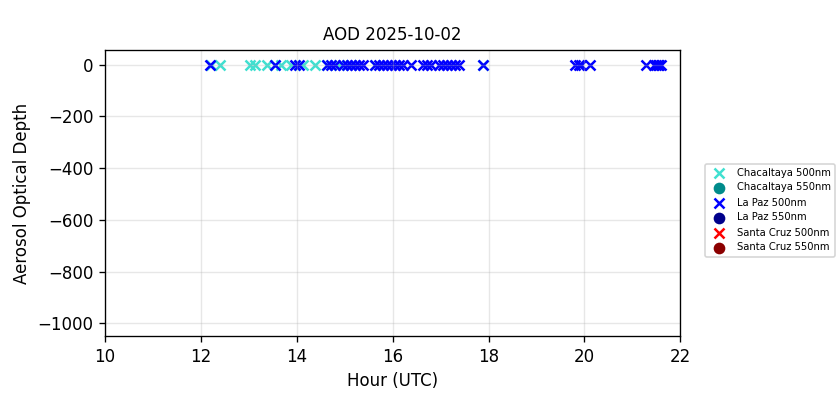 AOD 2025-10-02
Aerosol Optical Depth
0
−200
−400
−600
−800
−1000
10 12 14 16 18 20 22
Hour (UTC)
Chacaltaya 500nm
Chacaltaya 550nm
La Paz 500nm
La Paz 550nm
Santa Cruz 500nm
Santa Cruz 550nm